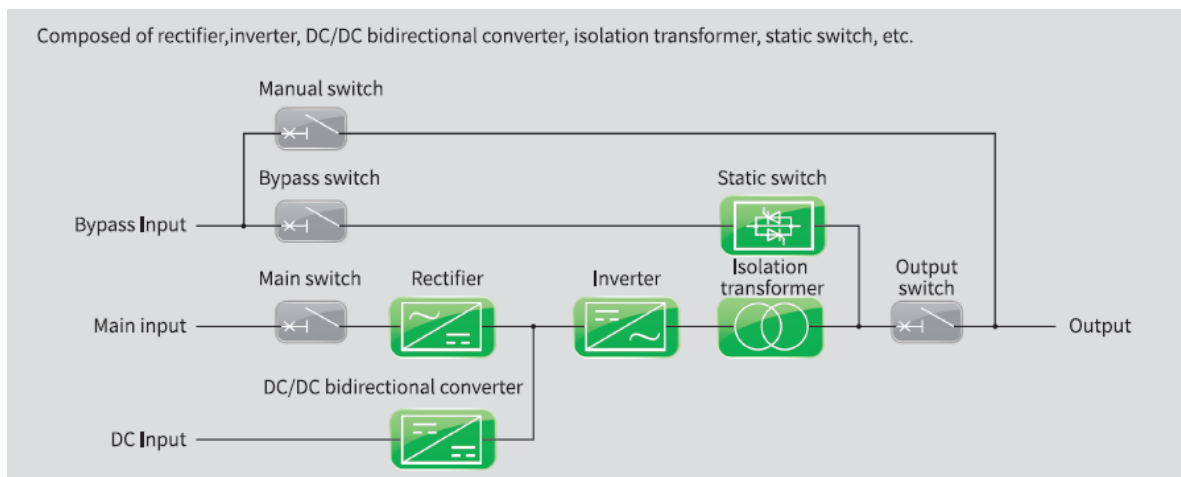 Composed of rectifier,inverter, DC/DC bidirectional converter, isolation transformer, static switch, etc.
Manual switch
Bypass switch
Static switch
Bypass Input
Main switch
Rectifier
Inverter
Isolation
transformer
Output
switch
Main input
Output
DC/DC bidirectional converter
DC Input